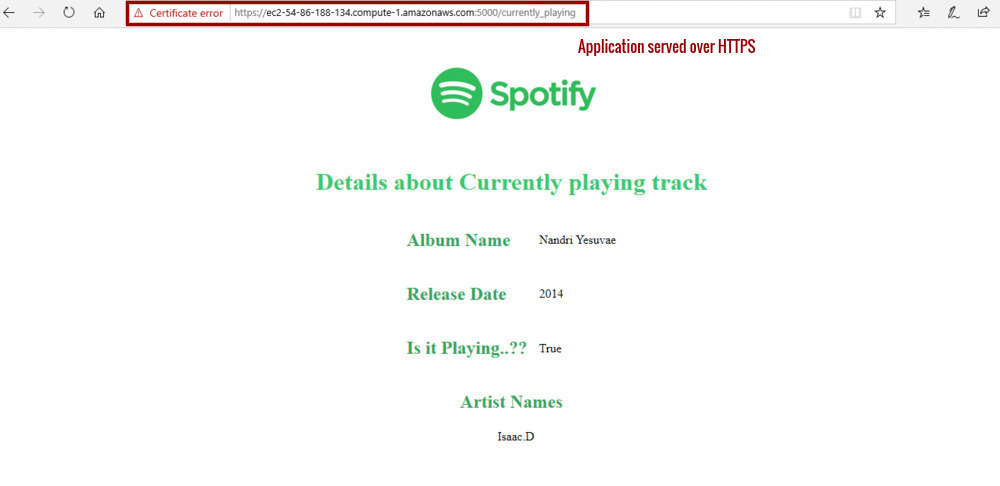 Certificate error https://ec2-54-86-188-134.compute-1.amazonaws.com:5000/currently_playing
Application served over HTTPS
Spotify
Details about Currently playing track
Album Name Nandri Yesuvae
Release Date 2014
Is it Playing..?? True
Artist Names
Isaac.D